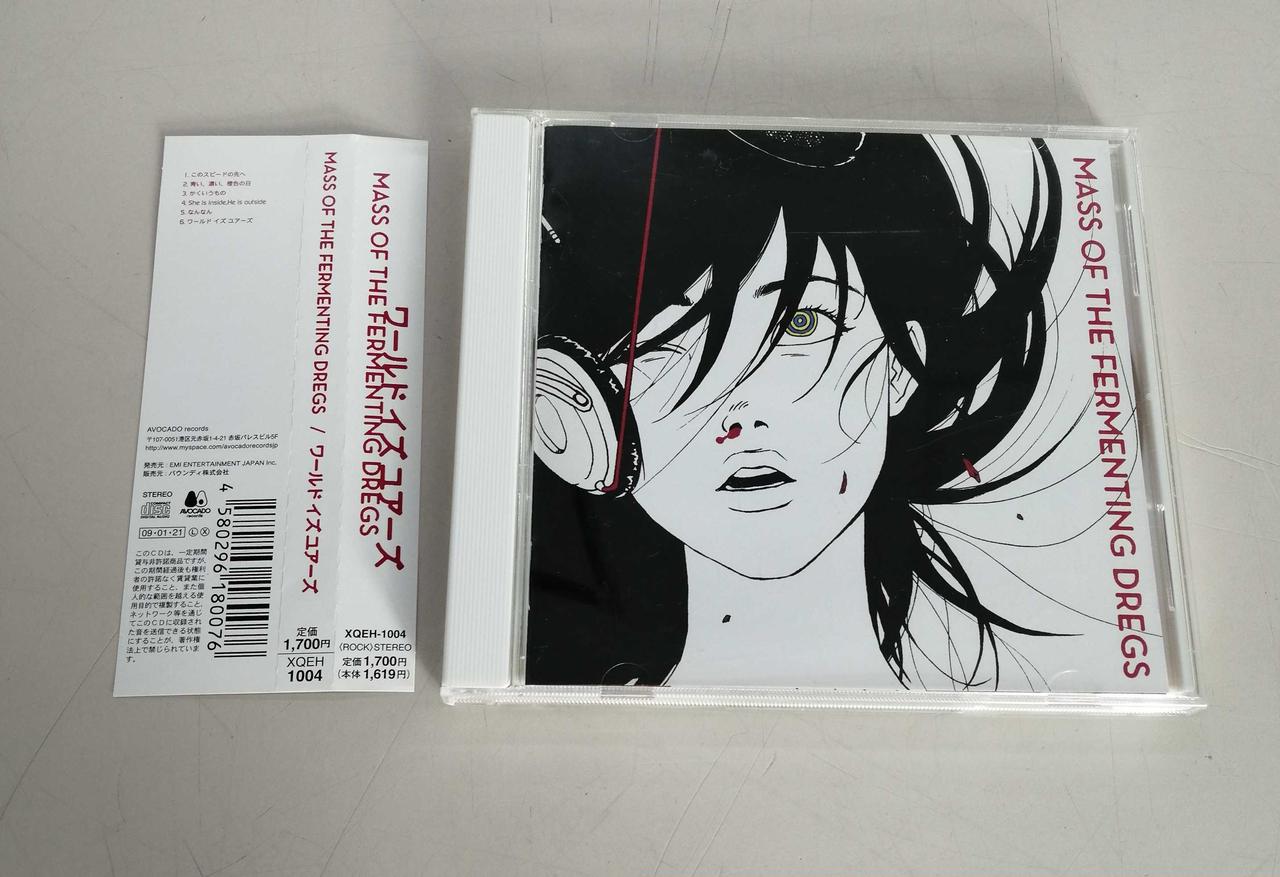 1. このスピードの先へ
2. 青い、濃い、橙色の日
3. かくいうもの
4. She is inside,He is outside
5. なんなん
6. ワールド イズ ユアーズ
AVOCADO records
〒107-0051港区元赤坂1-4-21 赤坂パレスビル5F
http://www.myspace.com/avocadorecordsjp
発売元：EMI ENTERTAINMENT JAPAN Inc.
販売元：バウンディ株式会社
STEREO
COMPACT disc DIGITAL AUDIO
AVOCADO records
09・01・21 Ⓛ Ⓧ
このCDは、一定期間
貸与非許諾商品ですが、
この期間経過後も権利
者の許諾なく賃貸業に
使用すること、また個
人的な範囲を越える使
用目的で複製すること、
ネットワーク等を通じ
てこのCDに収録され
た音を送信できる状態
にすることが、著作権
法上で禁じられていま
す。
4 580296 180076
MASS OF THE FERMENTING DREGS / ワールド イズ ユアーズ
定価
1,700円
XQEH
1004
MASS OF THE FERMENTING DREGS
ワールド イズ ユアーズ
XQEH-1004
〈ROCK〉STEREO
定価 1,700円
(本体 1,619円)
MASS OF THE FERMENTING DREGS